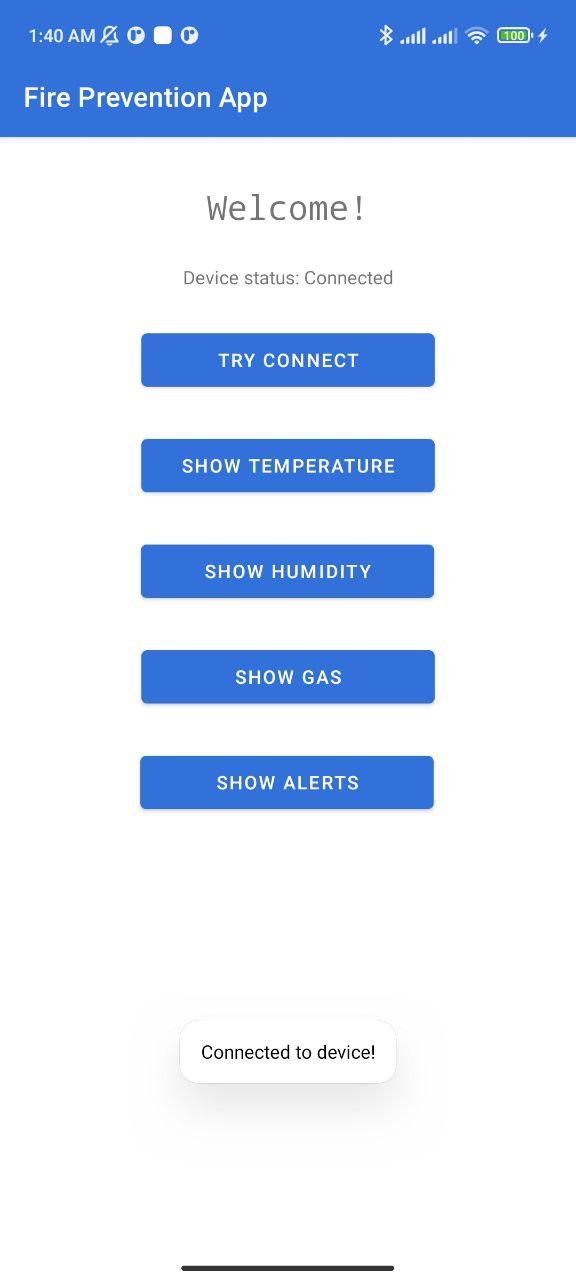 1:40 AM
100
Fire Prevention App
Welcome!
Device status: Connected
TRY CONNECT
SHOW TEMPERATURE
SHOW HUMIDITY
SHOW GAS
SHOW ALERTS
Connected to device!